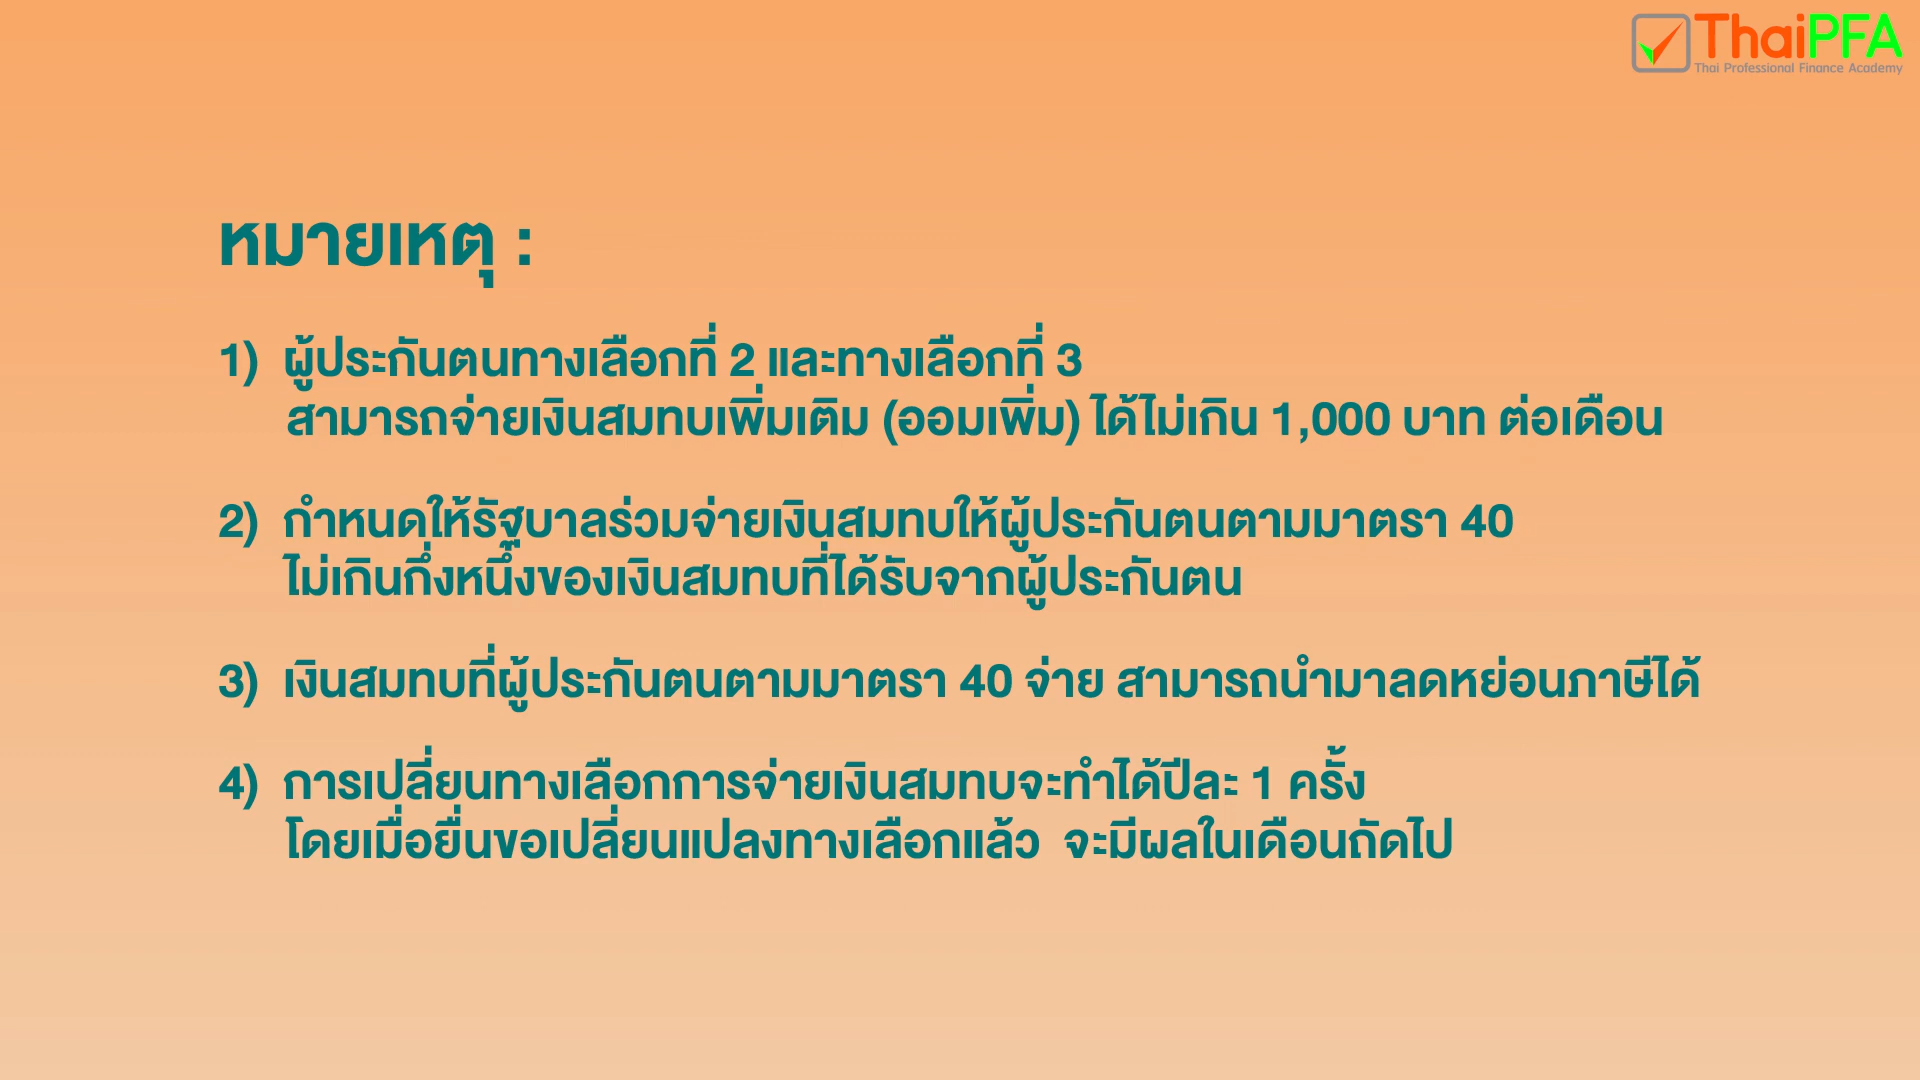 ThaiPFA
Thai Professional Finance Academy
หมายเหตุ :
1) ผู้ประกันตนทางเลือกที่ 2 และทางเลือกที่ 3
สามารถจ่ายเงินสมทบเพิ่มเติม (ออมเพิ่ม) ได้ไม่เกิน 1,000 บาท ต่อเดือน
2) กำหนดให้รัฐบาลร่วมจ่ายเงินสมทบให้ผู้ประกันตนตามมาตรา 40
ไม่เกินกึ่งหนึ่งของเงินสมทบที่ได้รับจากผู้ประกันตน
3) เงินสมทบที่ผู้ประกันตนตามมาตรา 40 จ่าย สามารถนำมาลดหย่อนภาษีได้
4) การเปลี่ยนทางเลือกการจ่ายเงินสมทบจะทำได้ปีละ 1 ครั้ง
โดยเมื่อยื่นขอเปลี่ยนแปลงทางเลือกแล้ว จะมีผลในเดือนถัดไป